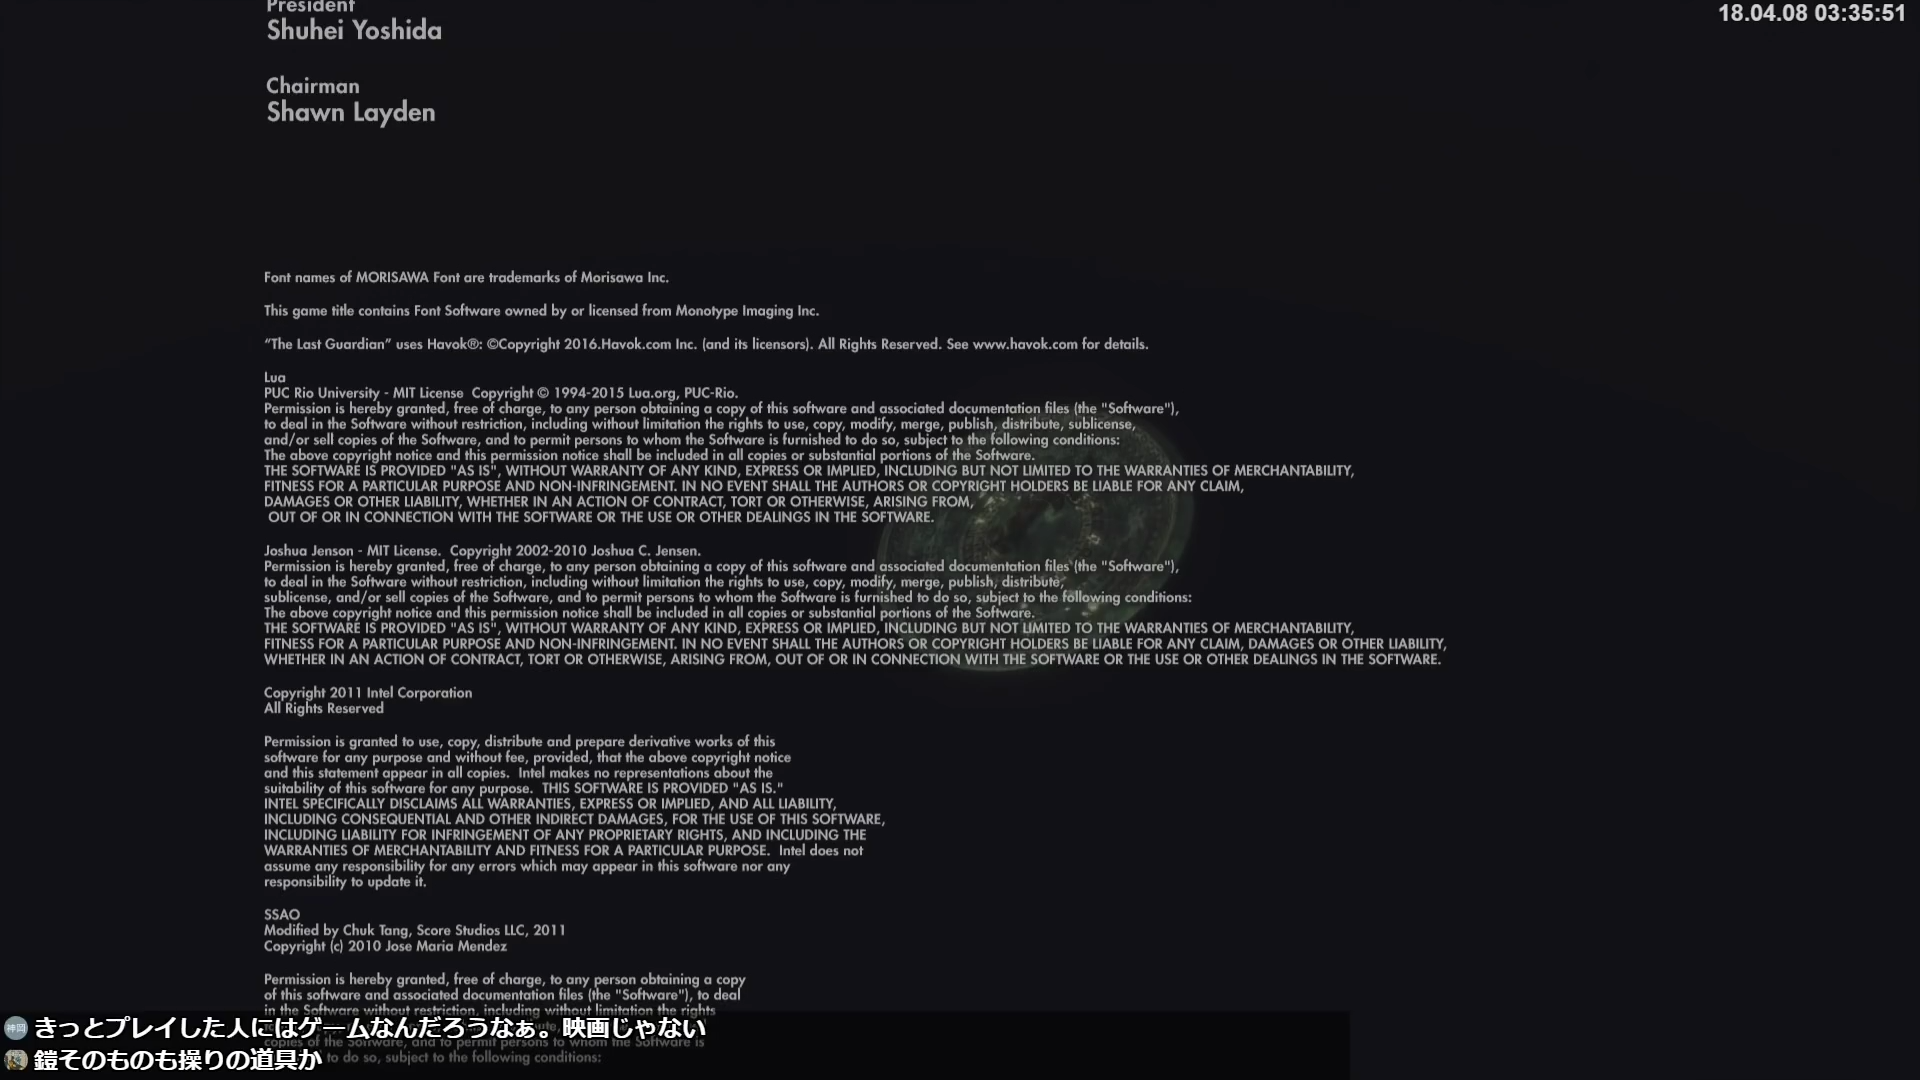 President
Shuhei Yoshida
18.04.08 03:35:51
Chairman
Shawn Layden
Font names of MORISAWA Font are trademarks of Morisawa Inc.
This game title contains Font Software owned by or licensed from Monotype Imaging Inc.
“The Last Guardian” uses Havok®: ©Copyright 2016.Havok.com Inc. (and its licensors). All Rights Reserved. See www.havok.com for details.
Lua
PUC Rio University - MIT License  Copyright © 1994-2015 Lua.org, PUC-Rio.
Permission is hereby granted, free of charge, to any person obtaining a copy of this software and associated documentation files (the "Software"),
to deal in the Software without restriction, including without limitation the rights to use, copy, modify, merge, publish, distribute, sublicense,
and/or sell copies of the Software, and to permit persons to whom the Software is furnished to do so, subject to the following conditions:
The above copyright notice and this permission notice shall be included in all copies or substantial portions of the Software.
THE SOFTWARE IS PROVIDED "AS IS", WITHOUT WARRANTY OF ANY KIND, EXPRESS OR IMPLIED, INCLUDING BUT NOT LIMITED TO THE WARRANTIES OF MERCHANTABILITY,
FITNESS FOR A PARTICULAR PURPOSE AND NON-INFRINGEMENT. IN NO EVENT SHALL THE AUTHORS OR COPYRIGHT HOLDERS BE LIABLE FOR ANY CLAIM,
DAMAGES OR OTHER LIABILITY, WHETHER IN AN ACTION OF CONTRACT, TORT OR OTHERWISE, ARISING FROM,
OUT OF OR IN CONNECTION WITH THE SOFTWARE OR THE USE OR OTHER DEALINGS IN THE SOFTWARE.
Joshua Jenson - MIT License.  Copyright 2002-2010 Joshua C. Jensen.
Permission is hereby granted, free of charge, to any person obtaining a copy of this software and associated documentation files (the "Software"),
to deal in the Software without restriction, including without limitation the rights to use, copy, modify, merge, publish, distribute,
sublicense, and/or sell copies of the Software, and to permit persons to whom the Software is furnished to do so, subject to the following conditions:
The above copyright notice and this permission notice shall be included in all copies or substantial portions of the Software.
THE SOFTWARE IS PROVIDED "AS IS", WITHOUT WARRANTY OF ANY KIND, EXPRESS OR IMPLIED, INCLUDING BUT NOT LIMITED TO THE WARRANTIES OF MERCHANTABILITY,
FITNESS FOR A PARTICULAR PURPOSE AND NON-INFRINGEMENT. IN NO EVENT SHALL THE AUTHORS OR COPYRIGHT HOLDERS BE LIABLE FOR ANY CLAIM, DAMAGES OR OTHER LIABILITY,
WHETHER IN AN ACTION OF CONTRACT, TORT OR OTHERWISE, ARISING FROM, OUT OF OR IN CONNECTION WITH THE SOFTWARE OR THE USE OR OTHER DEALINGS IN THE SOFTWARE.
Copyright 2011 Intel Corporation
All Rights Reserved
Permission is granted to use, copy, distribute and prepare derivative works of this
software for any purpose and without fee, provided, that the above copyright notice
and this statement appear in all copies.  Intel makes no representations about the
suitability of this software for any purpose.  THIS SOFTWARE IS PROVIDED "AS IS."
INTEL SPECIFICALLY DISCLAIMS ALL WARRANTIES, EXPRESS OR IMPLIED, AND ALL LIABILITY,
INCLUDING CONSEQUENTIAL AND OTHER INDIRECT DAMAGES, FOR THE USE OF THIS SOFTWARE,
INCLUDING LIABILITY FOR INFRINGEMENT OF ANY PROPRIETARY RIGHTS, AND INCLUDING THE
WARRANTIES OF MERCHANTABILITY AND FITNESS FOR A PARTICULAR PURPOSE.  Intel does not
assume any responsibility for any errors which may appear in this software nor any
responsibility to update it.
SSAO
Modified by Chuk Tang, Score Studios LLC, 2011
Copyright (c) 2010 Jose Maria Mendez
Permission is hereby granted, free of charge, to any person obtaining a copy
of this software and associated documentation files (the "Software"), to deal
in the Software without restriction, including without limitation the rights
きっとプレイした人にはゲームなんだろうなぁ。映画じゃない
copies of the Software, and to permit persons to whom the Software is
鎧そのものも操りの道具か
to do so, subject to the following conditions: